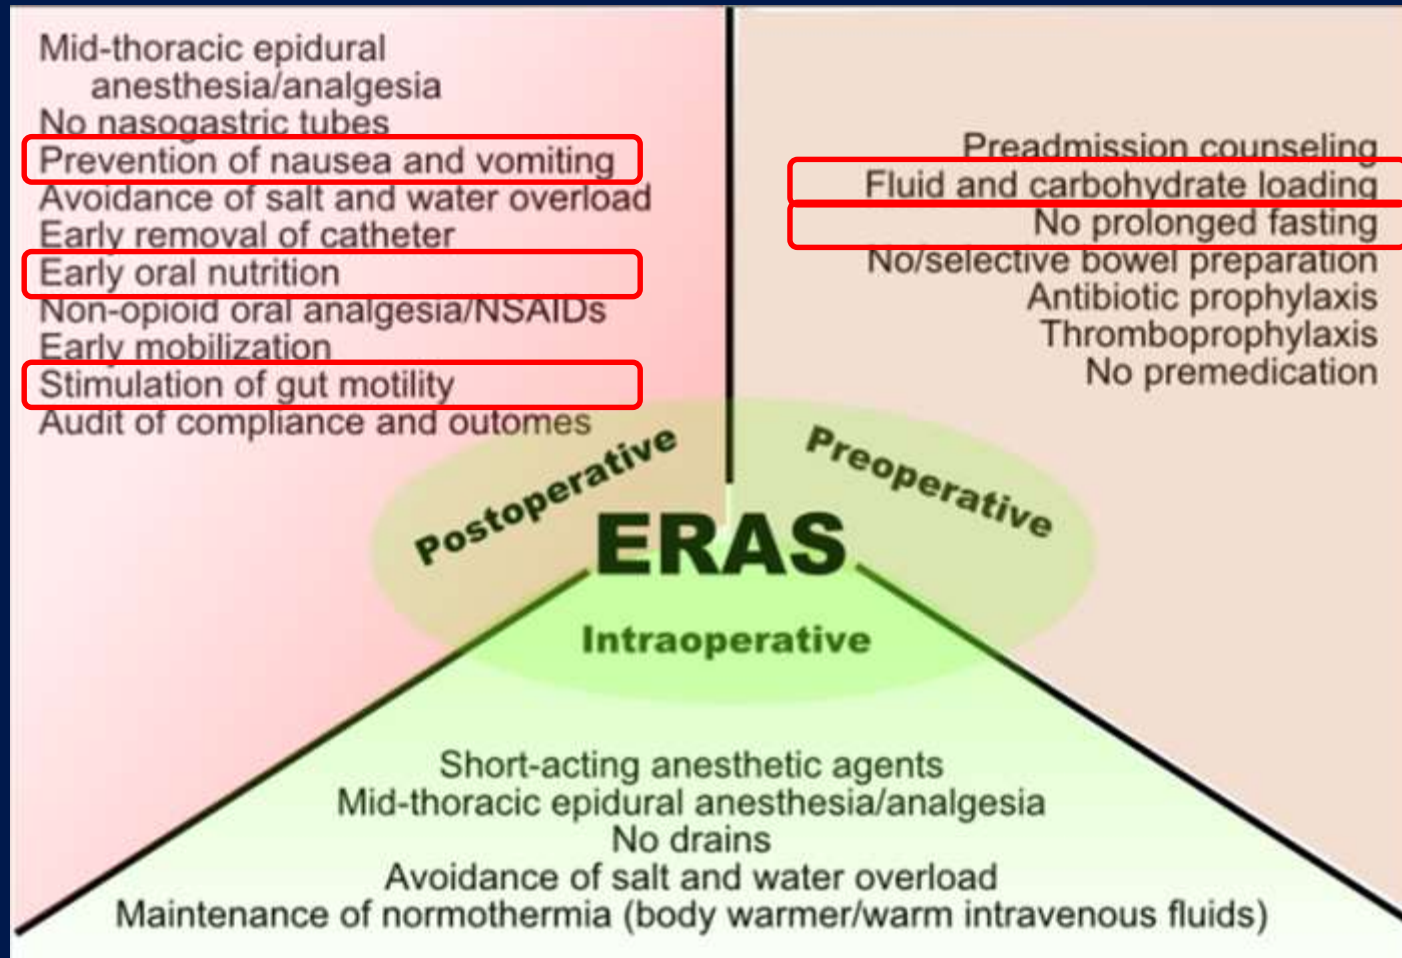 Mid-thoracic epidural
anesthesia/analgesia
No nasogastric tubes
Prevention of nausea and vomiting
Avoidance of salt and water overload
Early removal of catheter
Early oral nutrition
Non-opioid oral analgesia/NSAIDs
Early mobilization
Stimulation of gut motility
Audit of compliance and outcomes
Preadmission counseling
Fluid and carbohydrate loading
No prolonged fasting
No/selective bowel preparation
Antibiotic prophylaxis
Thromboprophylaxis
No premedication
Postoperative
Preoperative
ERAS
Intraoperative
Short-acting anesthetic agents
Mid-thoracic epidural anesthesia/analgesia
No drains
Avoidance of salt and water overload
Maintenance of normothermia (body warmer/warm intravenous fluids)